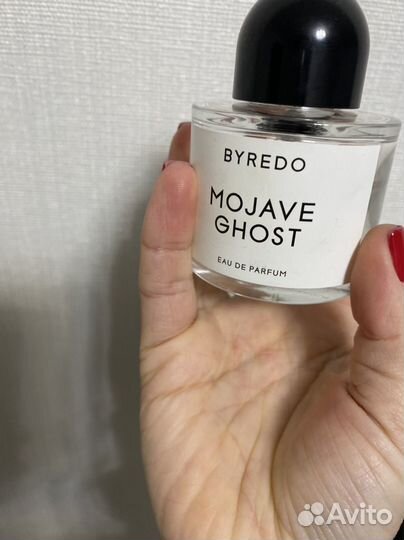 BYREDO
MOJAVE
GHOST
EAU DE PARFUM
Avito